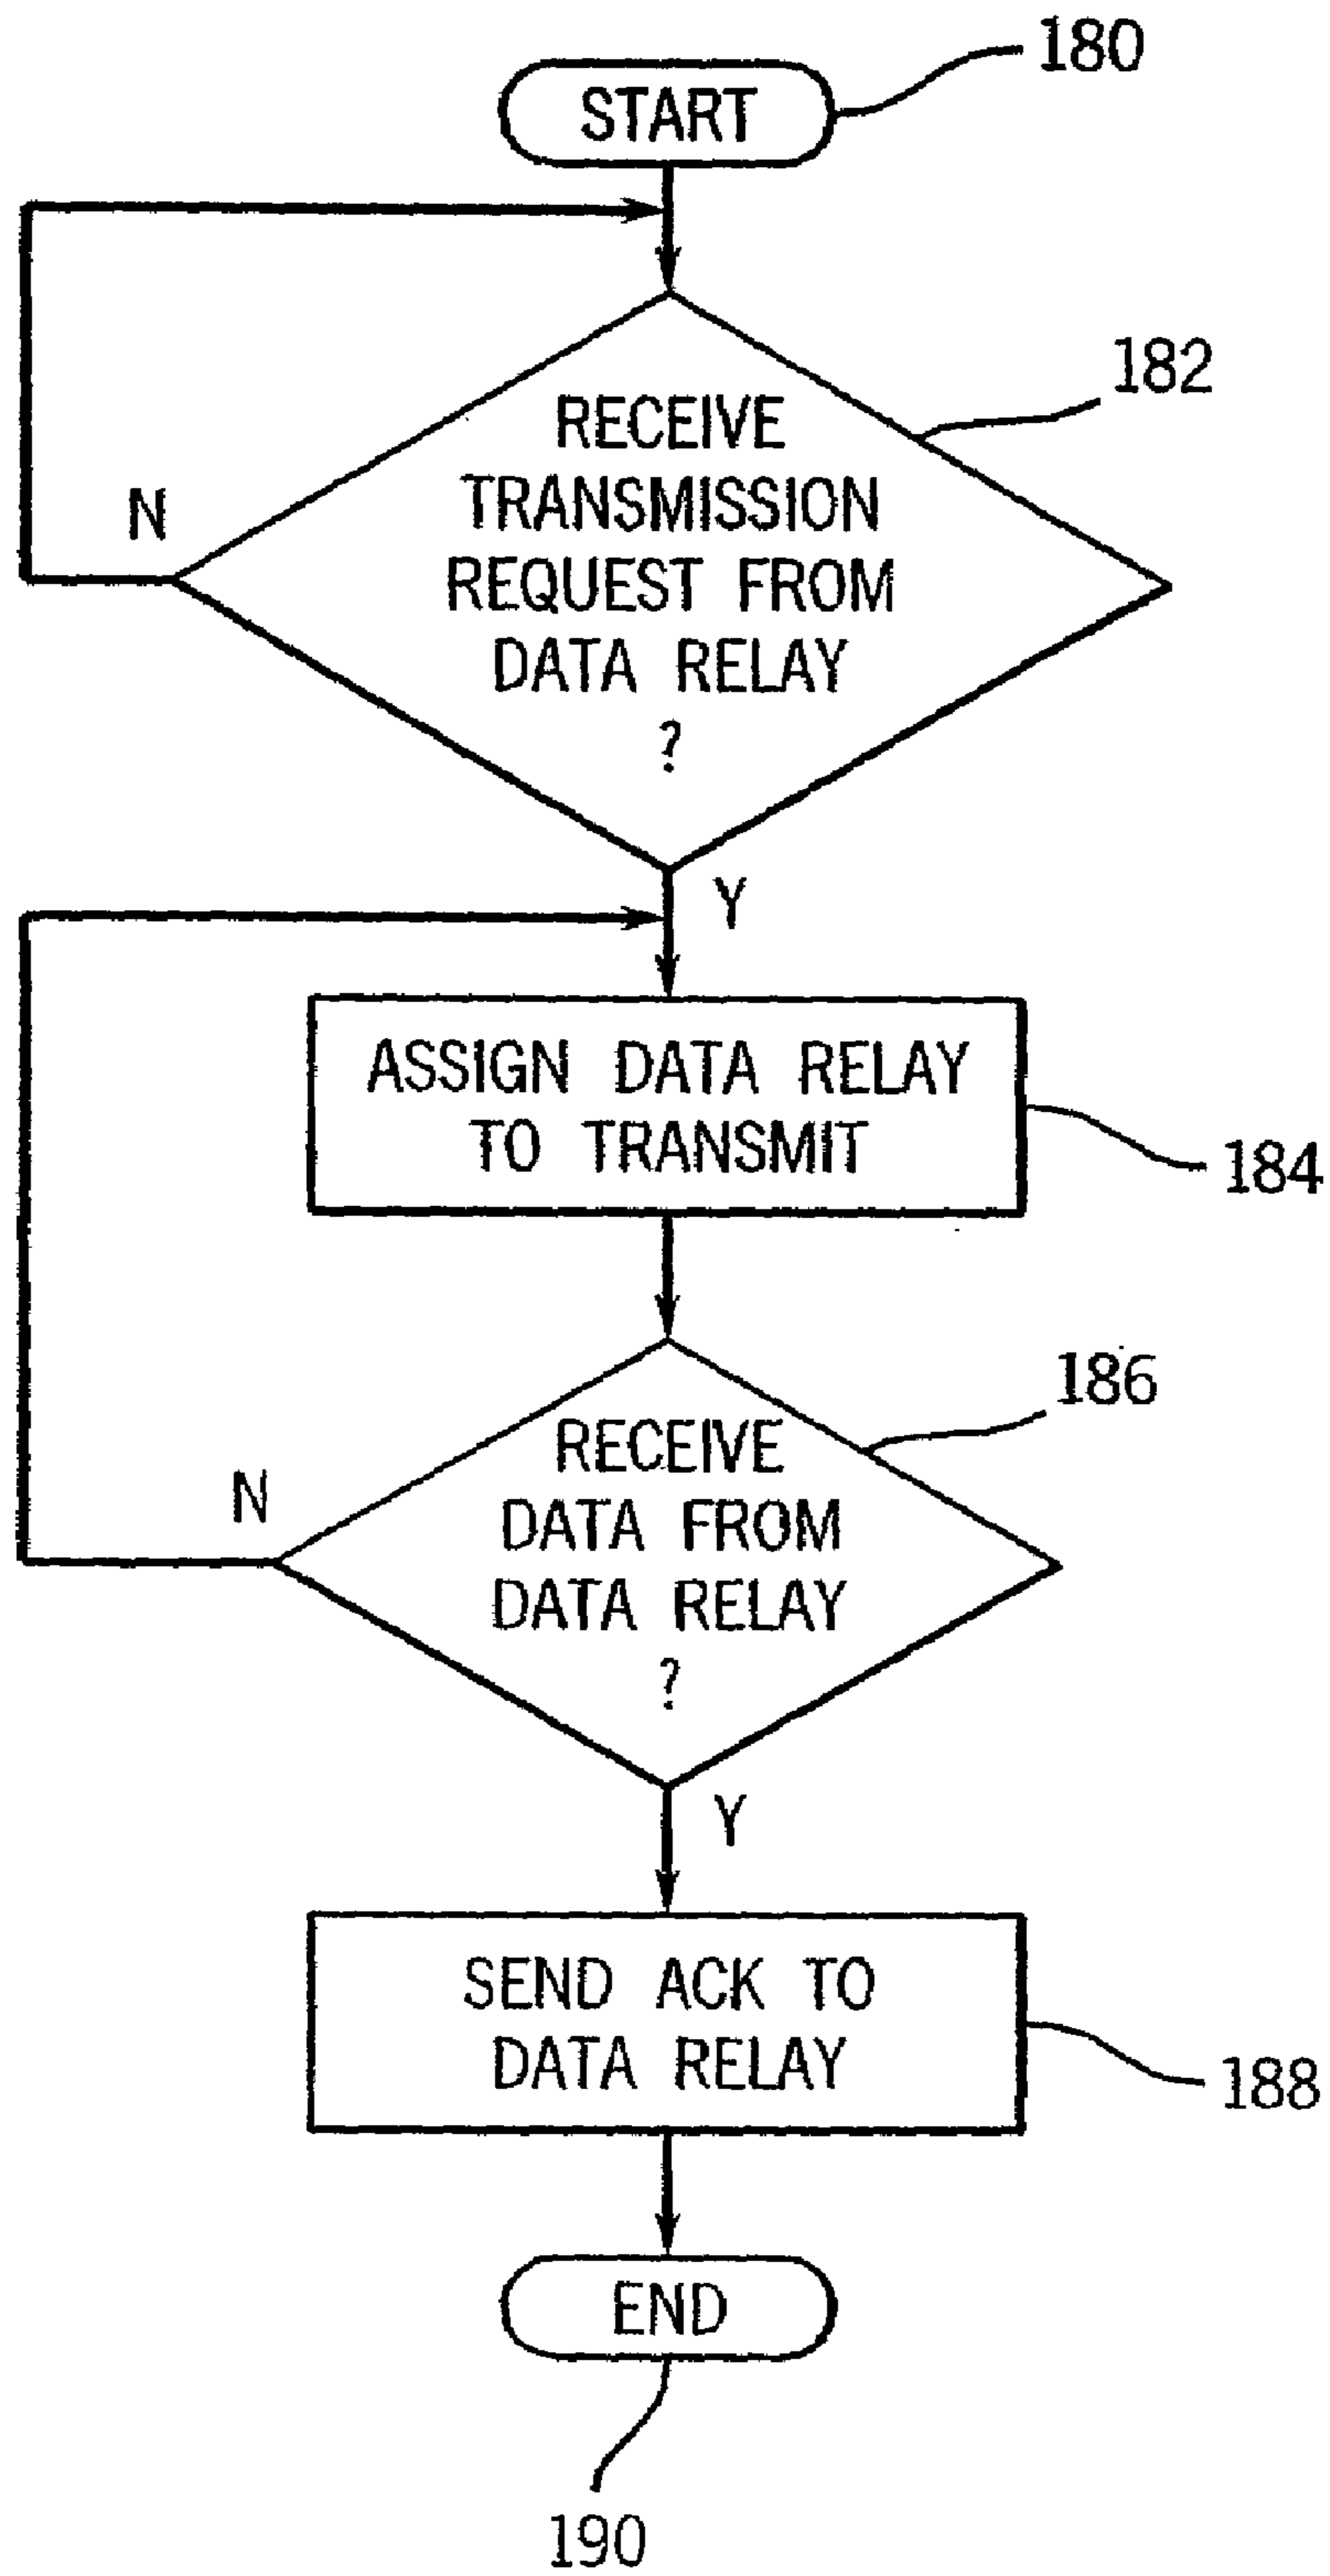 START
180
RECEIVE
TRANSMISSION
REQUEST FROM
DATA RELAY
?
182
N
Y
ASSIGN DATA RELAY
TO TRANSMIT
184
RECEIVE
DATA FROM
DATA RELAY
?
186
N
Y
SEND ACK TO
DATA RELAY
188
END
190